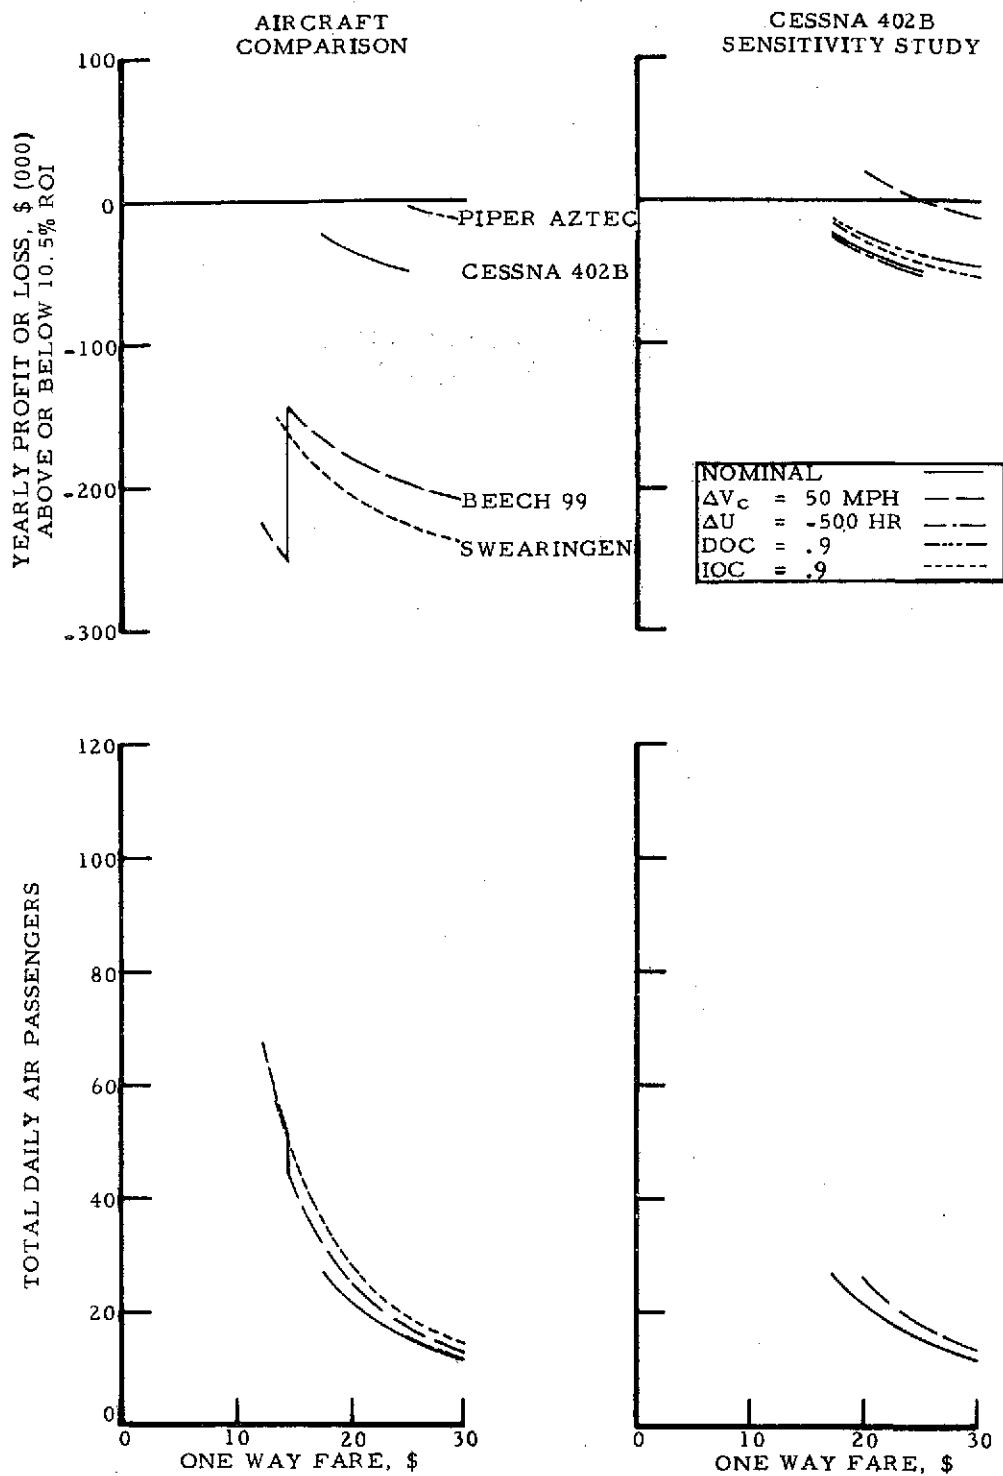 AIRCRAFT
COMPARISON
CESSNA 402B
SENSITIVITY STUDY
YEARLY PROFIT OR LOSS, $ (000)
ABOVE OR BELOW 10.5% ROI
100
0
-100
-200
-300
PIPER AZTEC
CESSNA 402B
BEECH 99
SWEARINGEN
NOMINAL
ΔVc = 50 MPH
ΔU = -500 HR
DOC = .9
IOC = .9
TOTAL DAILY AIR PASSENGERS
120
100
80
60
40
20
0
0 10 20 30
ONE WAY FARE, $
0 10 20 30
ONE WAY FARE, $